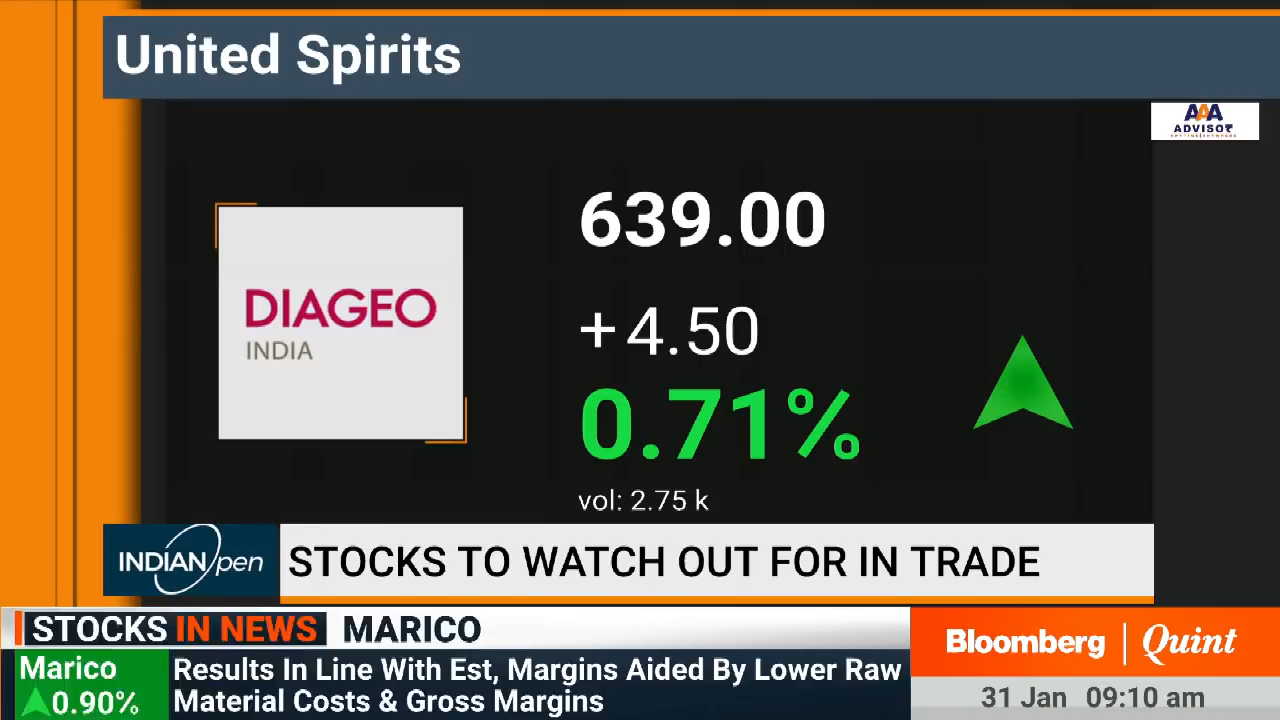 United Spirits
AAA
ADVISO₹
639.00
DIAGEO
INDIA
+4.50
0.71%
vol: 2.75 k
INDIAN Open
STOCKS TO WATCH OUT FOR IN TRADE
STOCKS IN NEWS MARICO
Marico
0.90%
Results In Line With Est, Margins Aided By Lower Raw
Material Costs & Gross Margins
Bloomberg | Quint
31 Jan 09:10 am